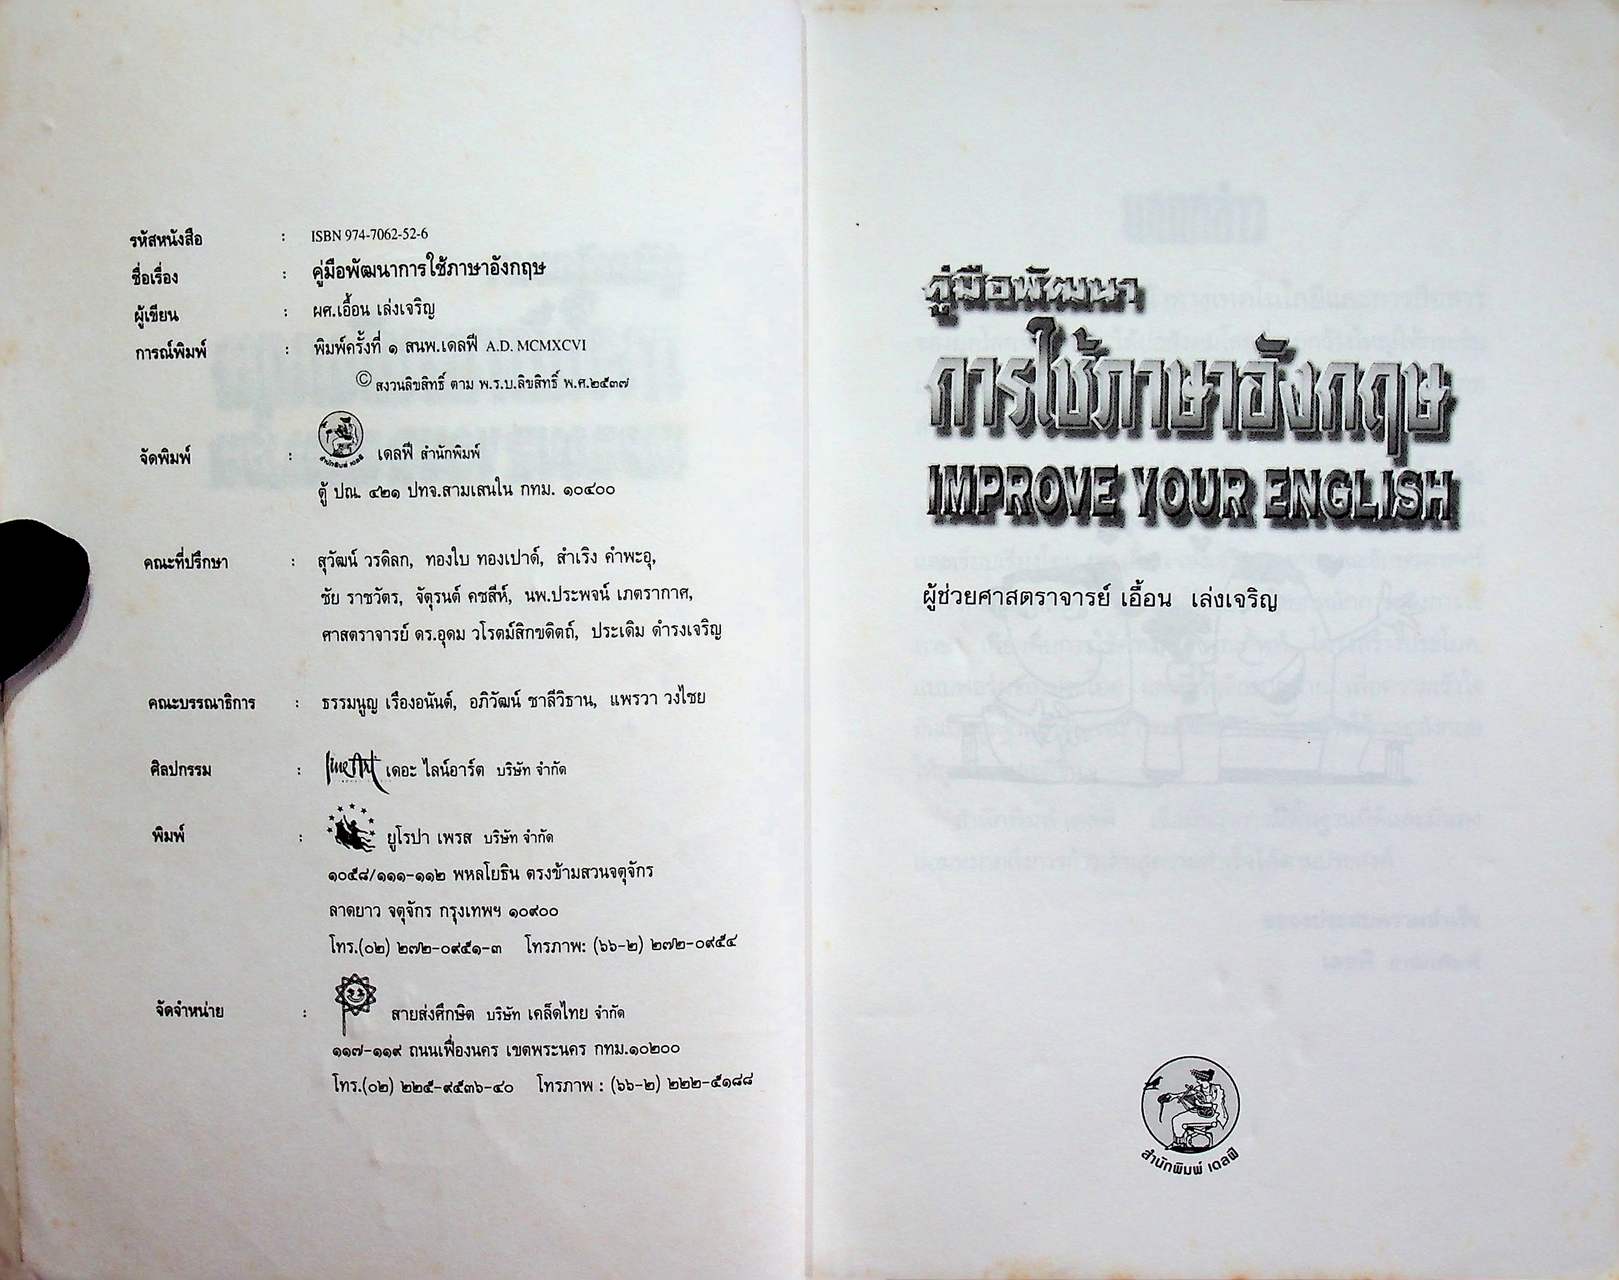 รหัสหนังสือ : ISBN 974-7062-52-6
ชื่อเรื่อง : คู่มือพัฒนาการใช้ภาษาอังกฤษ
ผู้เขียน : ผศ.เอื้อน เล่งเจริญ
การณ์พิมพ์ : พิมพ์ครั้งที่ ๑ สนพ.เดลฟี A.D. MCMXCVI
© สงวนลิขสิทธิ์ ตาม พ.ร.บ.ลิขสิทธิ์ พ.ศ.๒๕๓๗
สำนักพิมพ์ เดลฟี
จัดพิมพ์ : เดลฟี สำนักพิมพ์
ตู้ ปณ. ๔๒๑ ปทจ.สามเสนใน กทม. ๑๐๔๐๐
คณะที่ปรึกษา : สุวัฒน์ วรดิลก, ทองใบ ทองเปาด์, สำเริง คำพะอุ,
ชัย ราชวัตร, จัตุรนต์ คชสีห์, นพ.ประพจน์ เภตรากาศ,
ศาสตราจารย์ ดร.อุดม วโรตม์สิกขดิตถ์, ประเดิม ดำรงเจริญ
คณะบรรณาธิการ : ธรรมนูญ เรืองอนันต์, อภิวัฒน์ ชาลีวิธาน, แพรวา วงไชย
ศิลปกรรม : line Art เดอะ ไลน์อาร์ต บริษัท จำกัด
พิมพ์ : ยูโรปา เพรส บริษัท จำกัด
๑๐๕๘/๑๑๑-๑๑๒ พหลโยธิน ตรงข้ามสวนจตุจักร
ลาดยาว จตุจักร กรุงเทพฯ ๑๐๙๐๐
โทร.(๐๒) ๒๗๒-๐๙๕๑-๓ โทรภาพ: (๖๖-๒) ๒๗๒-๐๙๕๔
จัดจำหน่าย : สายส่งศึกษิต บริษัท เคล็ดไทย จำกัด
๑๑๗-๑๑๙ ถนนเฟื่องนคร เขตพระนคร กทม.๑๐๒๐๐
โทร.(๐๒) ๒๒๕-๙๕๓๖-๔๐ โทรภาพ : (๖๖-๒) ๒๒๒-๕๑๘๘
คู่มือพัฒนา
การใช้ภาษาอังกฤษ
IMPROVE YOUR ENGLISH
ผู้ช่วยศาสตราจารย์ เอื้อน เล่งเจริญ
สำนักพิมพ์ เดลฟี